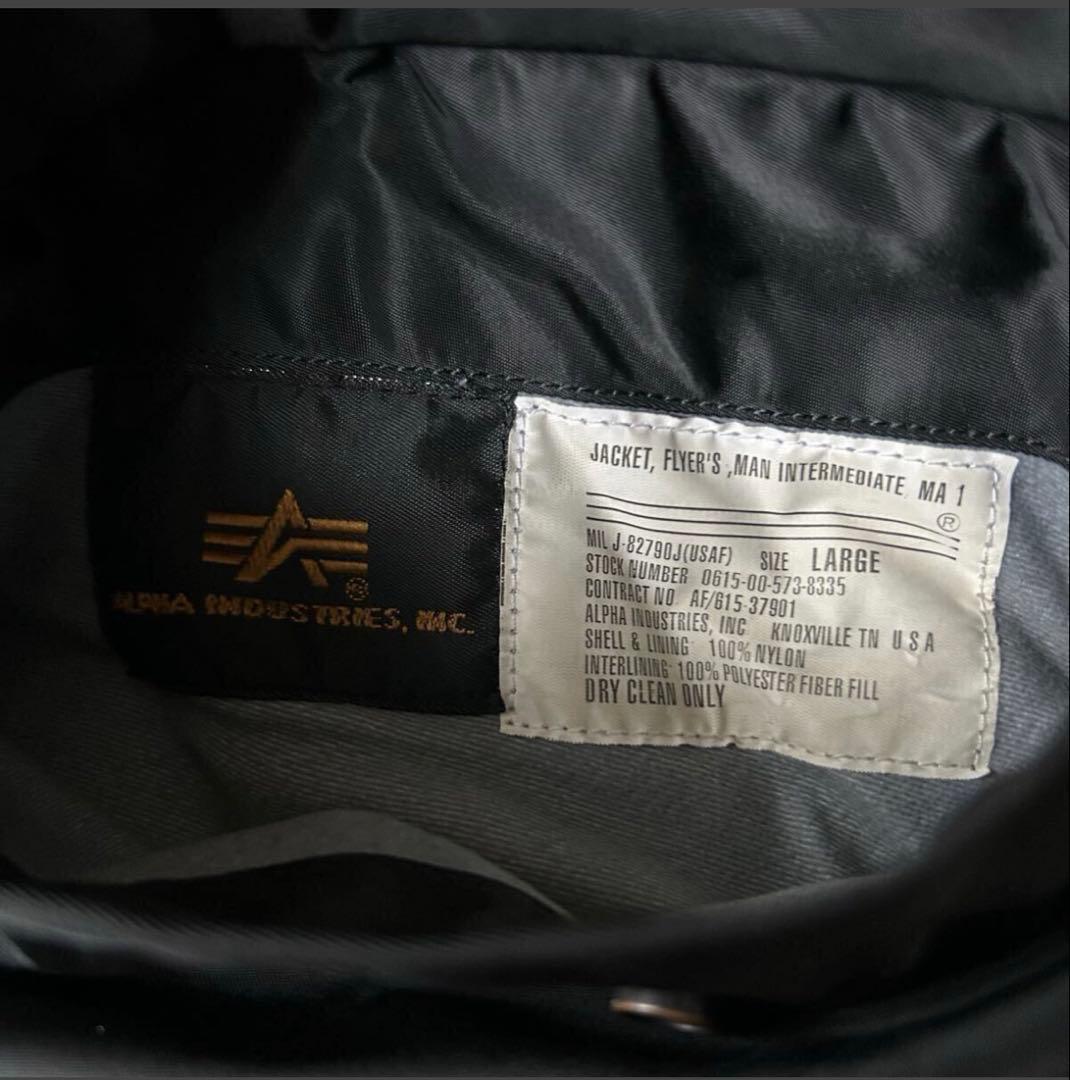 ALPHA INDUSTRIES, INC.
®
JACKET, FLYER'S ,MAN INTERMEDIATE, MA 1
®
MIL J-82790J(USAF) SIZE LARGE
STOCK NUMBER 0615-00-573-8335
CONTRACT NO AF/615-37901
ALPHA INDUSTRIES, INC KNOXVILLE TN U S A
SHELL & LINING 100% NYLON
INTERLINING 100% POLYESTER FIBER FILL
DRY CLEAN ONLY